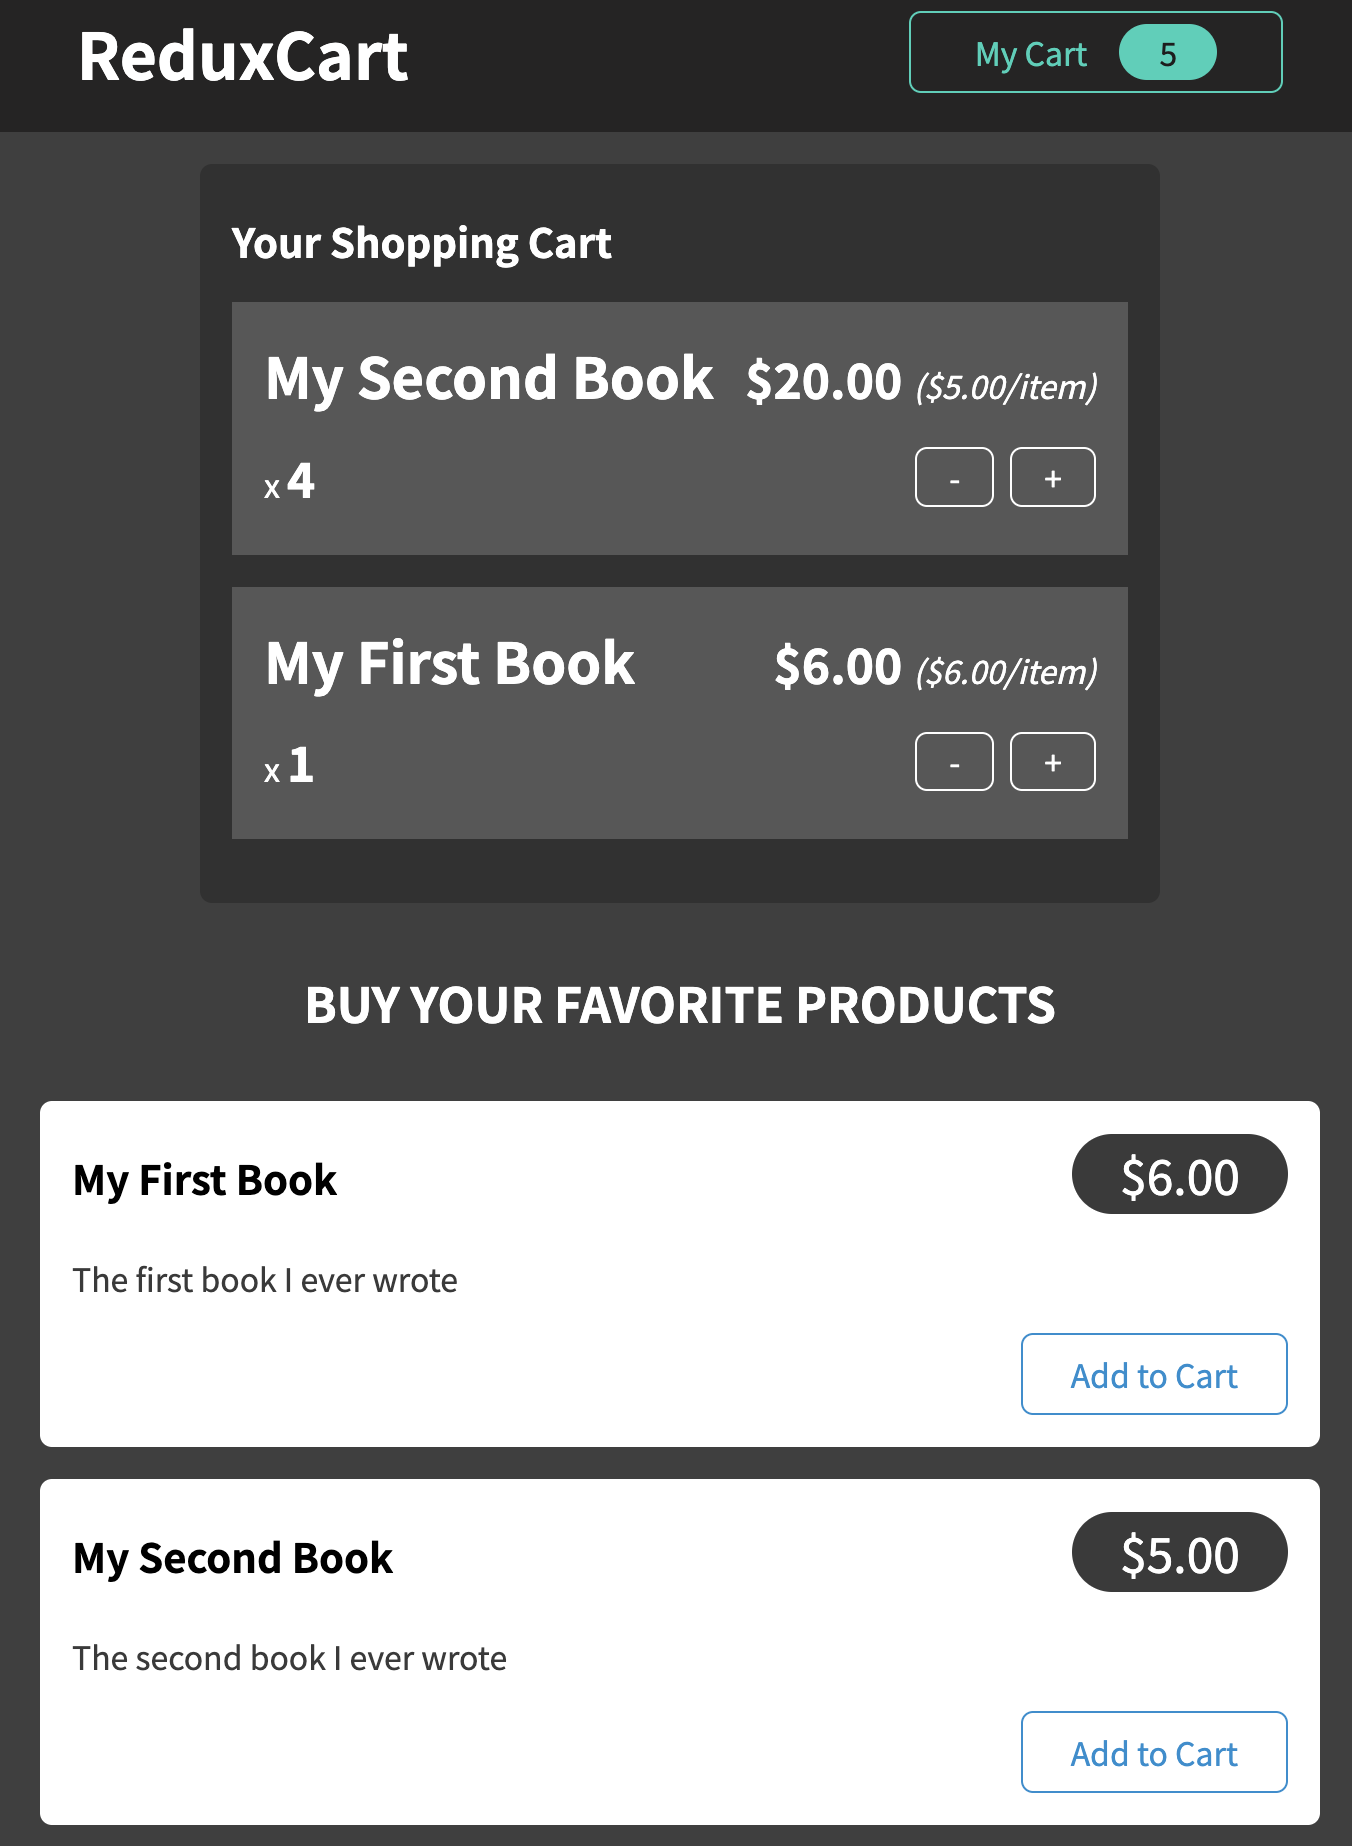 ReduxCart
My Cart 5
Your Shopping Cart
My Second Book $20.00 ($5.00/item)
x 4 - +
My First Book $6.00 ($6.00/item)
x 1 - +
BUY YOUR FAVORITE PRODUCTS
My First Book $6.00
The first book I ever wrote
Add to Cart
My Second Book $5.00
The second book I ever wrote
Add to Cart